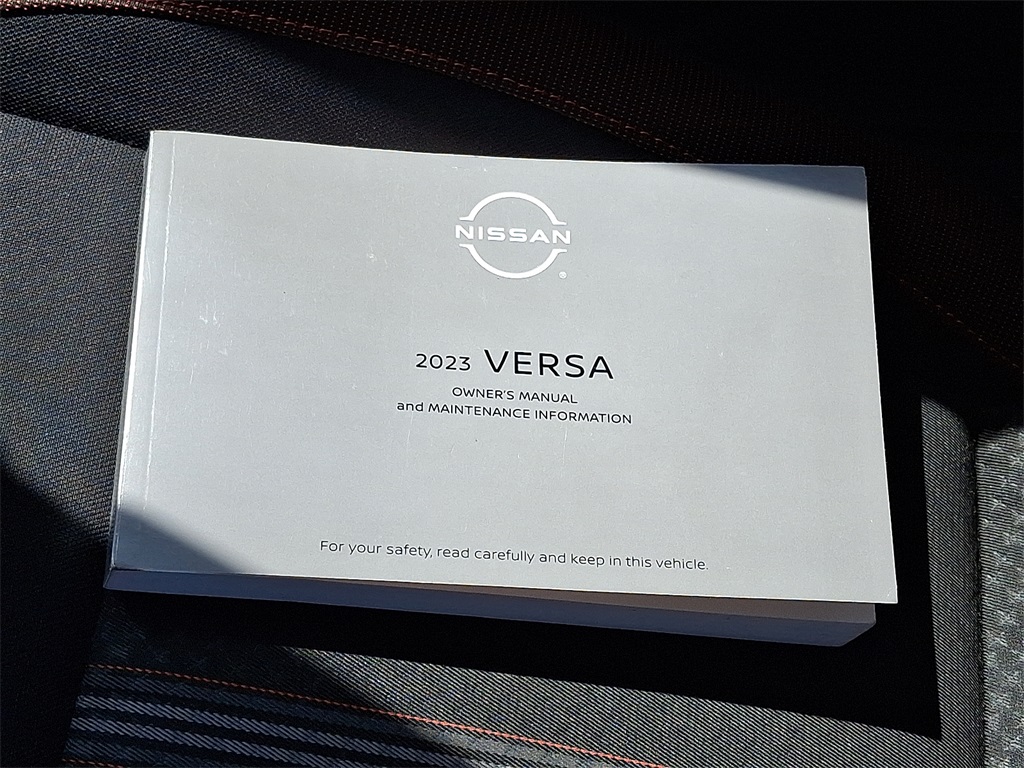 NISSAN
®
2023 VERSA
OWNER'S MANUAL
and MAINTENANCE INFORMATION
For your safety, read carefully and keep in this vehicle.